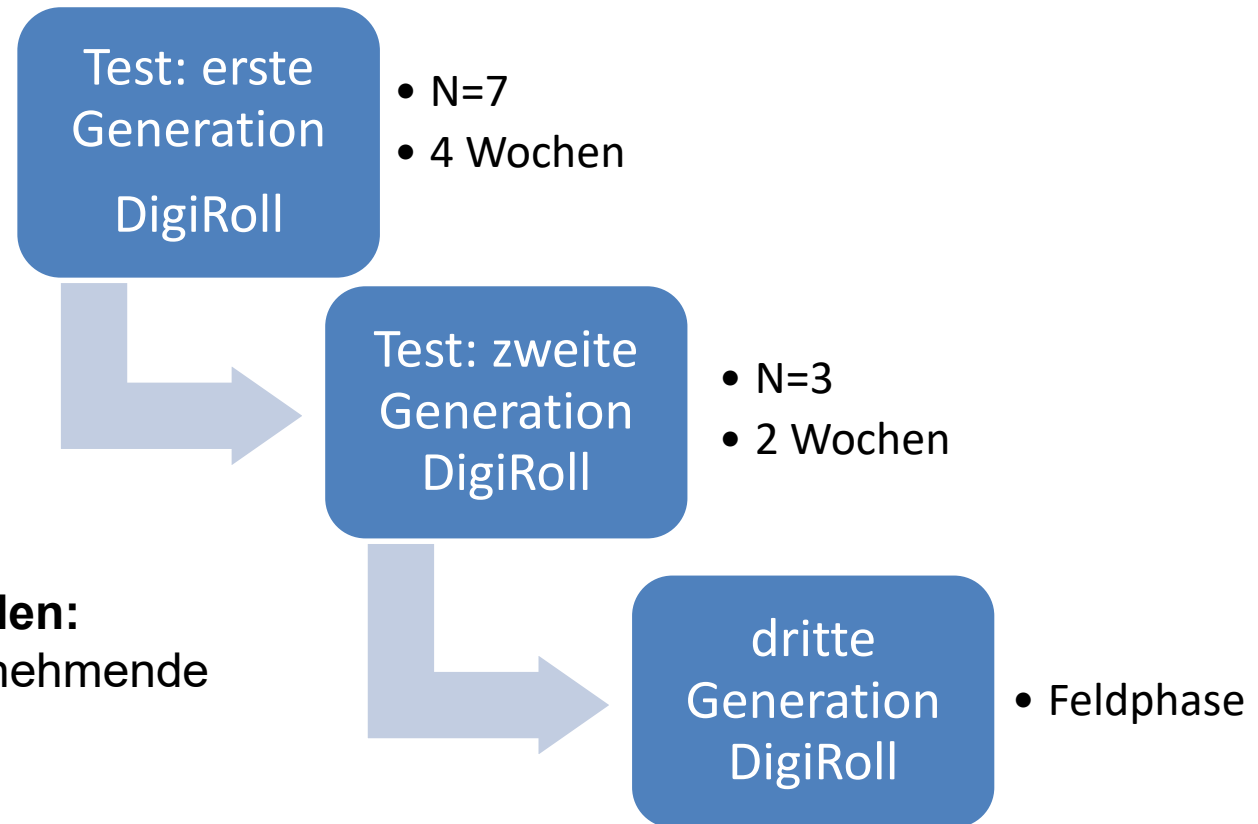 Test: erste
Generation
DigiRoll
• N=7
• 4 Wochen
Test: zweite
Generation
DigiRoll
• N=3
• 2 Wochen
den:
nehmende
dritte
Generation
DigiRoll
• Feldphase